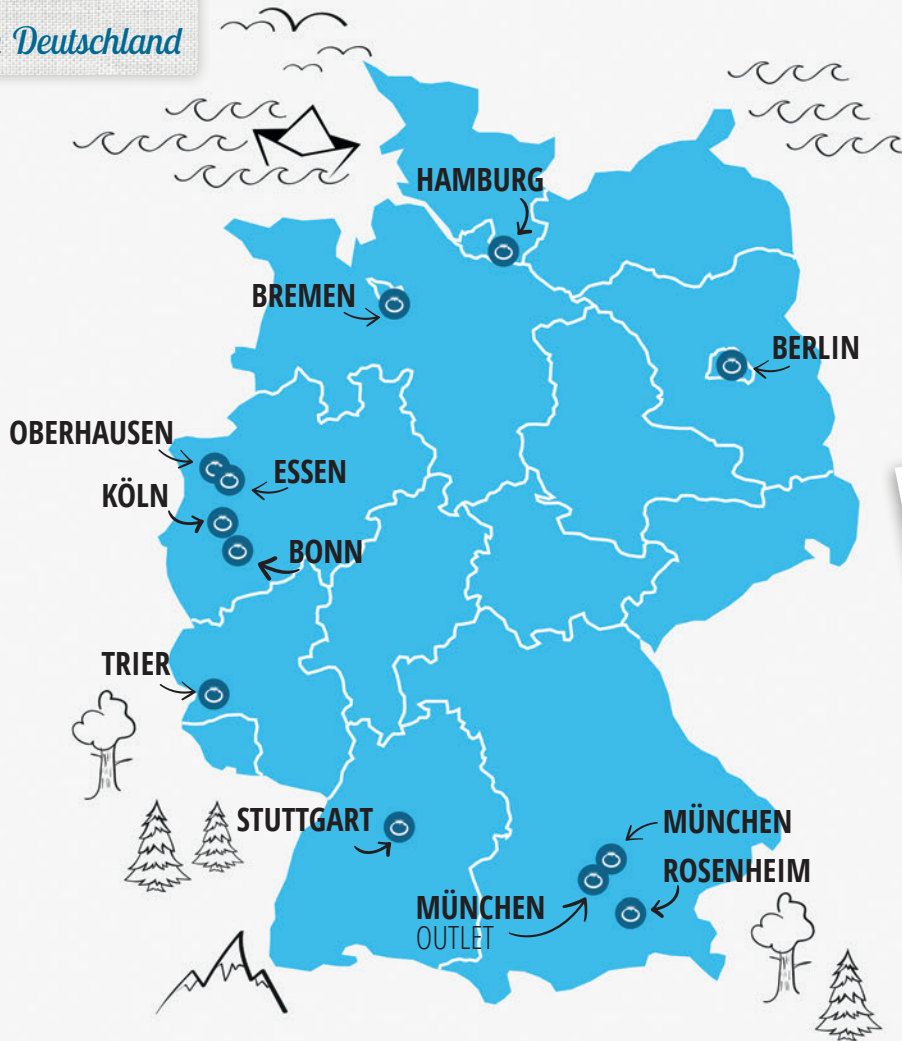 Deutschland
HAMBURG
BREMEN
BERLIN
OBERHAUSEN
ESSEN
KÖLN
BONN
TRIER
STUTTGART
MÜNCHEN
ROSENHEIM
MÜNCHEN
OUTLET